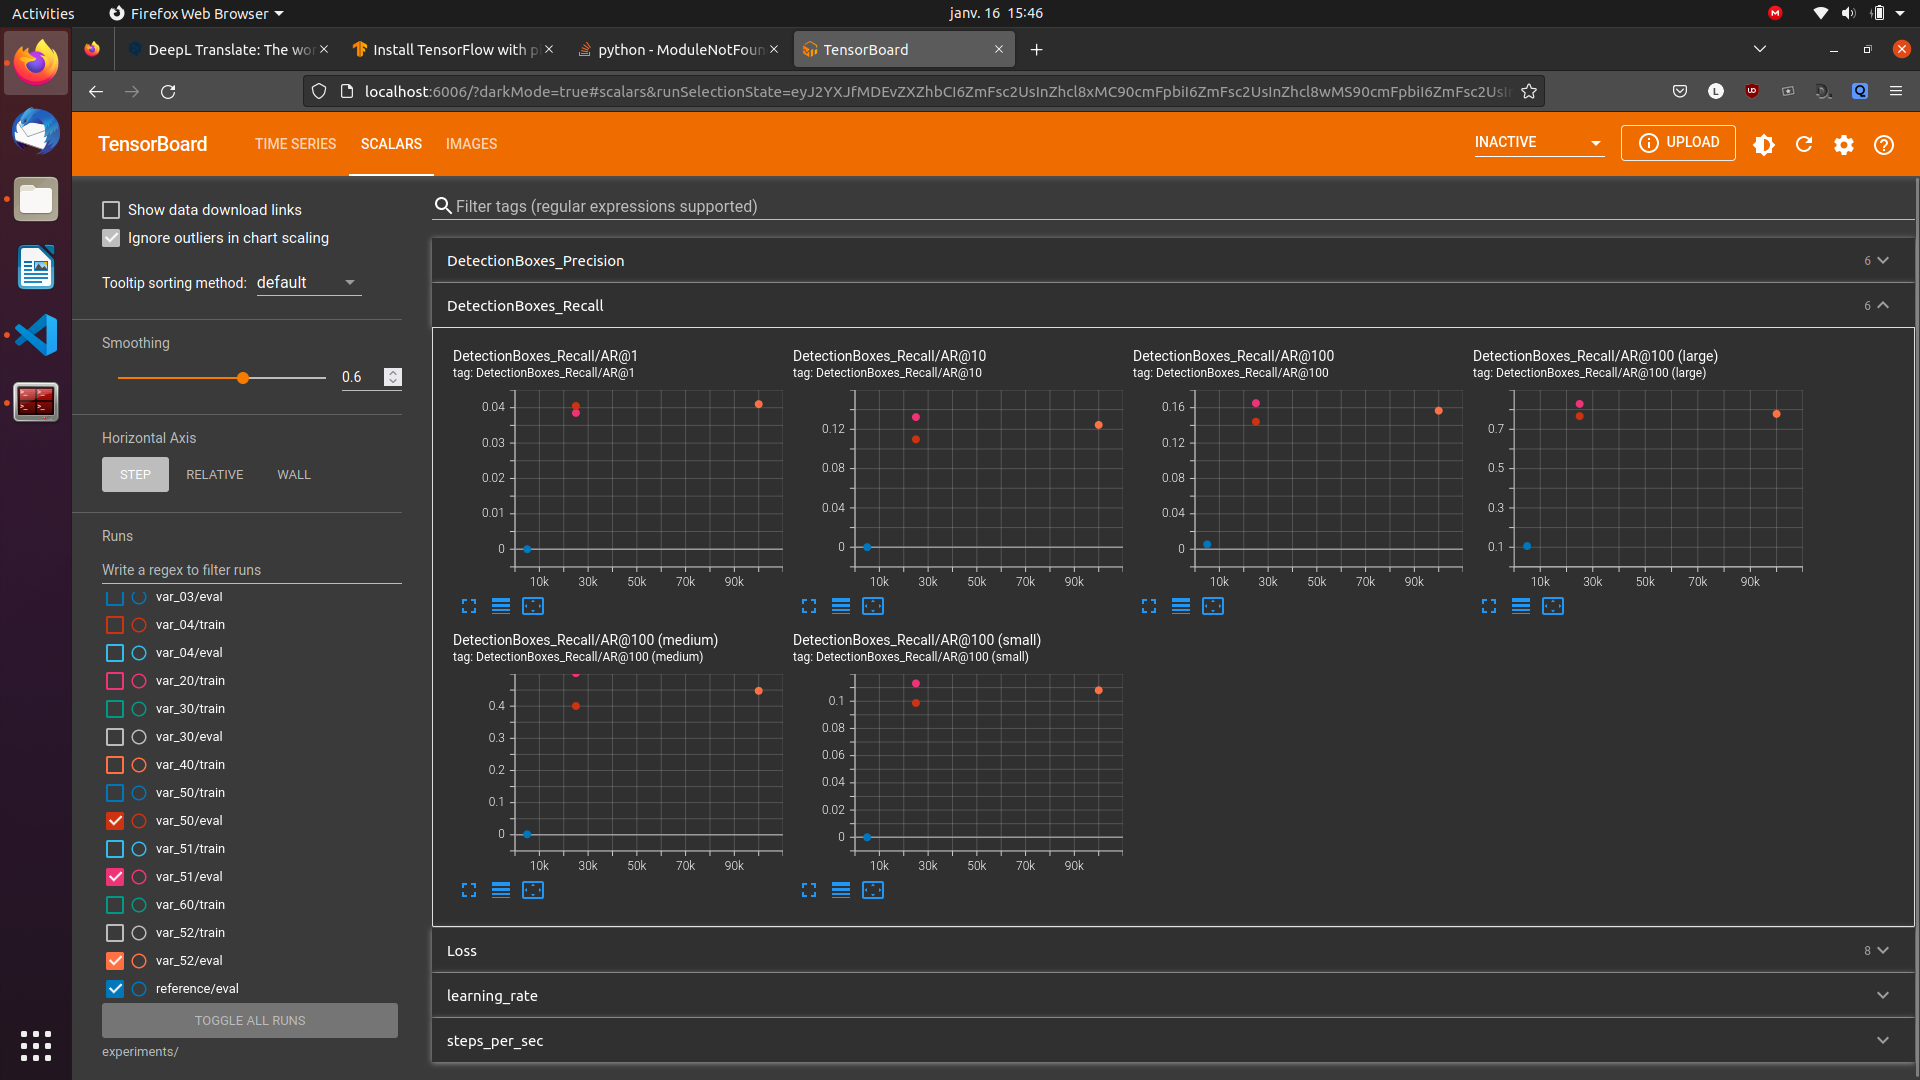 Activities
Firefox Web Browser
janv. 16 15:46
DeepL Translate: The wor
Install TensorFlow with pi
python - ModuleNotFoun
TensorBoard
TensorBoard
TIME SERIES
SCALARS
IMAGES
INACTIVE
UPLOAD
Show data download links
Ignore outliers in chart scaling
Tooltip sorting method: default
Smoothing
0.6
Horizontal Axis
STEP
RELATIVE
WALL
Runs
Write a regex to filter runs
var_03/eval
var_04/train
var_04/eval
var_20/train
var_30/train
var_30/eval
var_40/train
var_50/train
var_50/eval
var_51/train
var_51/eval
var_60/train
var_52/train
var_52/eval
reference/eval
TOGGLE ALL RUNS
experiments/
Filter tags (regular expressions supported)
DetectionBoxes_Precision
6
DetectionBoxes_Recall
6
DetectionBoxes_Recall/AR@1
tag: DetectionBoxes_Recall/AR@1
0.04
0.03
0.02
0.01
0
10k 30k 50k 70k 90k
DetectionBoxes_Recall/AR@10
tag: DetectionBoxes_Recall/AR@10
0.12
0.08
0.04
0
10k 30k 50k 70k 90k
DetectionBoxes_Recall/AR@100
tag: DetectionBoxes_Recall/AR@100
0.16
0.12
0.08
0.04
0
10k 30k 50k 70k 90k
DetectionBoxes_Recall/AR@100 (large)
tag: DetectionBoxes_Recall/AR@100 (large)
0.7
0.5
0.3
0.1
10k 30k 50k 70k 90k
DetectionBoxes_Recall/AR@100 (medium)
tag: DetectionBoxes_Recall/AR@100 (medium)
0.4
0.3
0.2
0.1
0
10k 30k 50k 70k 90k
DetectionBoxes_Recall/AR@100 (small)
tag: DetectionBoxes_Recall/AR@100 (small)
0.1
0.08
0.06
0.04
0.02
0
10k 30k 50k 70k 90k
Loss
8
learning_rate
steps_per_sec